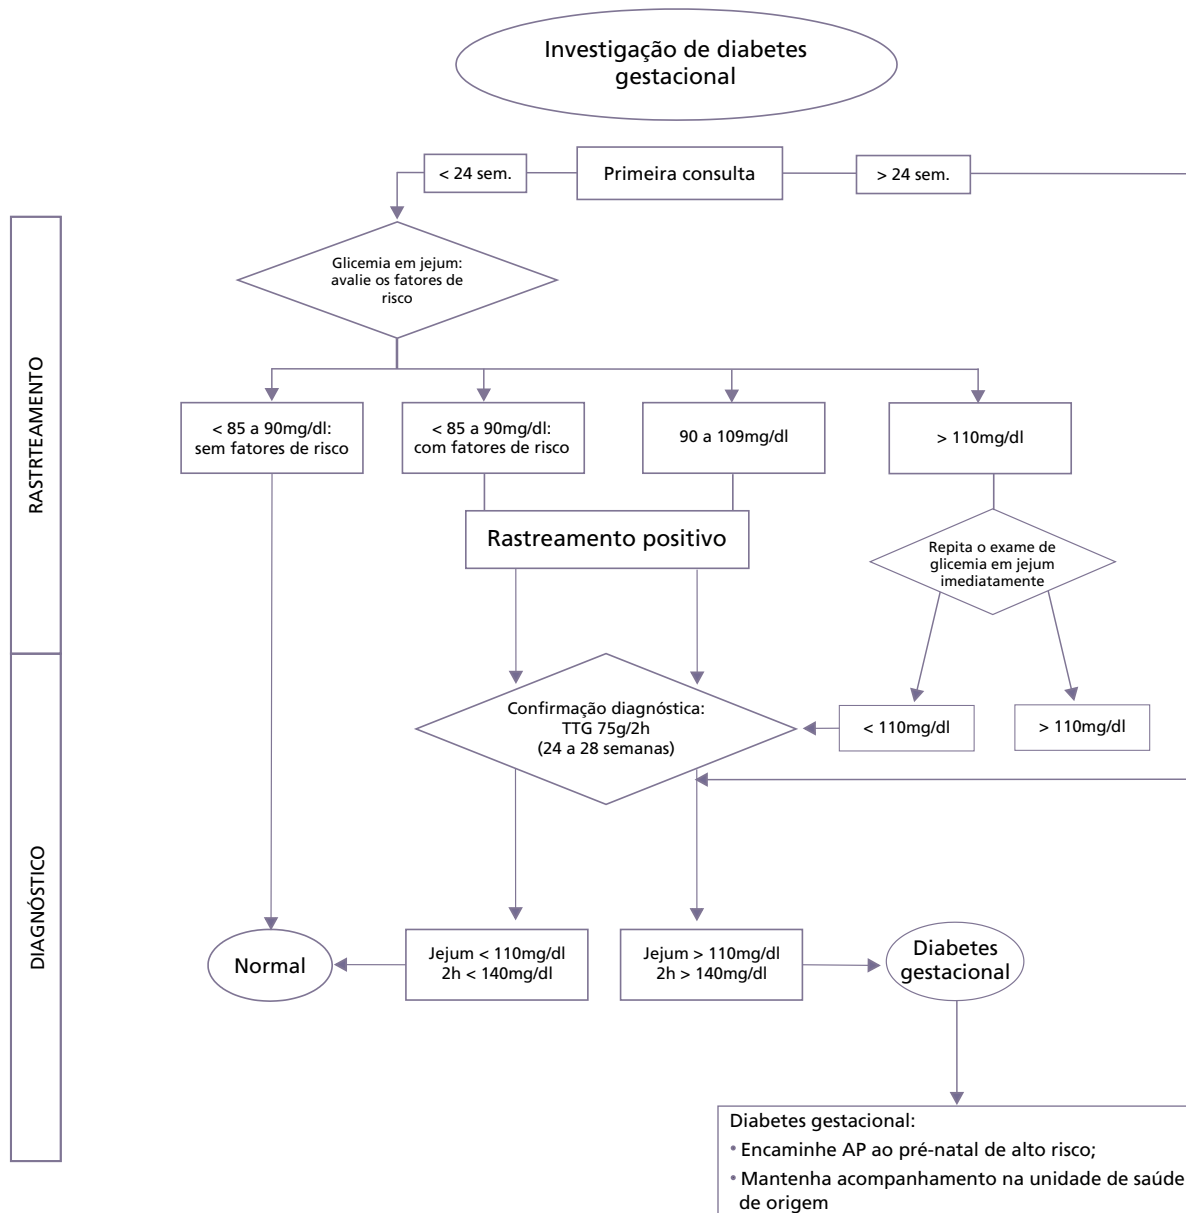 Investigação de diabetes
gestacional
< 24 sem.
Primeira consulta
> 24 sem.
RASTRTEAMENTO
Glicemia em jejum:
avalie os fatores de
risco
< 85 a 90mg/dl:
sem fatores de risco
< 85 a 90mg/dl:
com fatores de risco
90 a 109mg/dl
> 110mg/dl
Rastreamento positivo
Repita o exame de
glicemia em jejum
imediatamente
DIAGNÓSTICO
Confirmação diagnóstica:
TTG 75g/2h
(24 a 28 semanas)
< 110mg/dl
> 110mg/dl
Normal
Jejum < 110mg/dl
2h < 140mg/dl
Jejum > 110mg/dl
2h > 140mg/dl
Diabetes
gestacional
Diabetes gestacional:
• Encaminhe AP ao pré-natal de alto risco;
• Mantenha acompanhamento na unidade de saúde
de origem